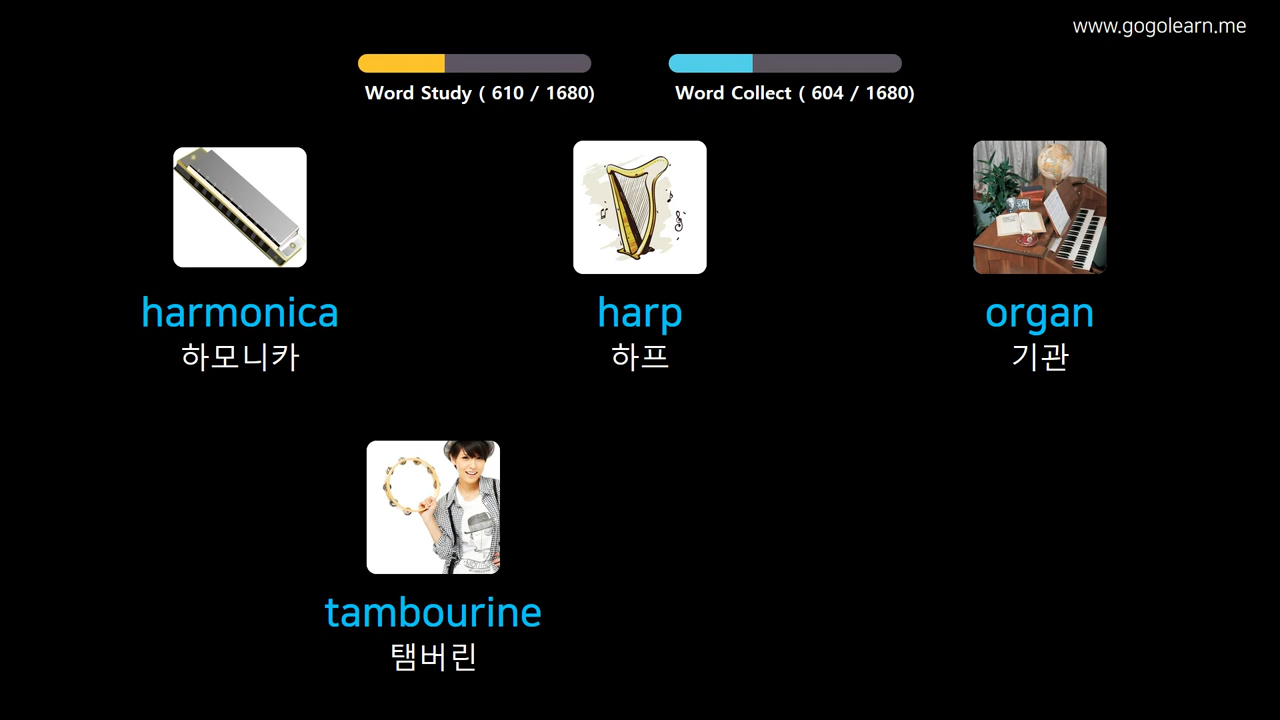 www.gogolearn.me
Word Study ( 610 / 1680)
Word Collect ( 604 / 1680)
harmonica
하모니카
harp
하프
organ
기관
tambourine
탬버린